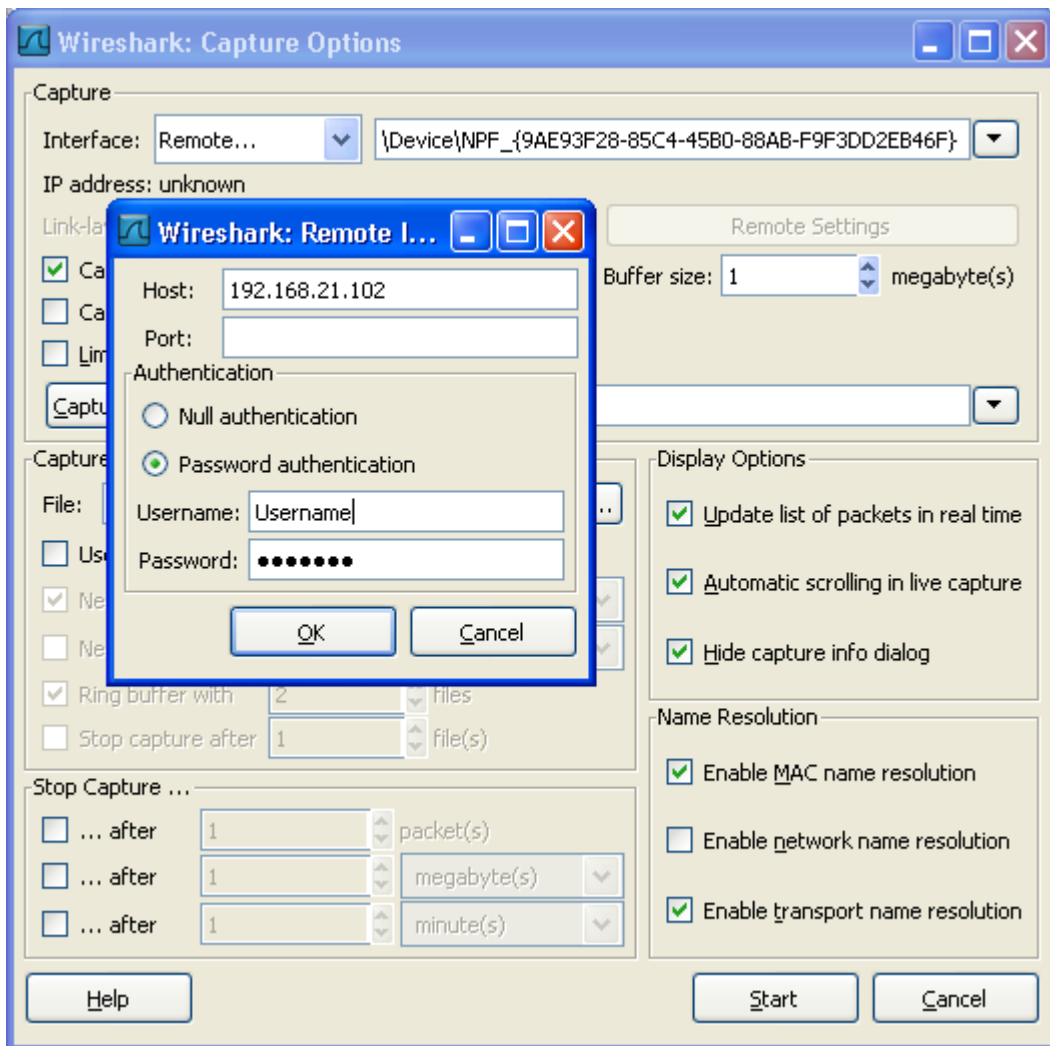 Wireshark: Capture Options
Capture
Interface: Remote... \Device\NPF_{9AE93F28-85C4-45B0-88AB-F9F3DD2EB46F}
IP address: unknown
Remote Settings
Buffer size: 1 megabyte(s)
Wireshark: Remote I...
Host: 192.168.21.102
Port:
Authentication
Null authentication
Password authentication
Username: Username
Password: •••••••
OK Cancel
Capture
File:
Ring buffer with 2 files
Stop capture after 1 file(s)
Stop Capture ...
... after 1 packet(s)
... after 1 megabyte(s)
... after 1 minute(s)
Display Options
Update list of packets in real time
Automatic scrolling in live capture
Hide capture info dialog
Name Resolution
Enable MAC name resolution
Enable network name resolution
Enable transport name resolution
Help Start Cancel